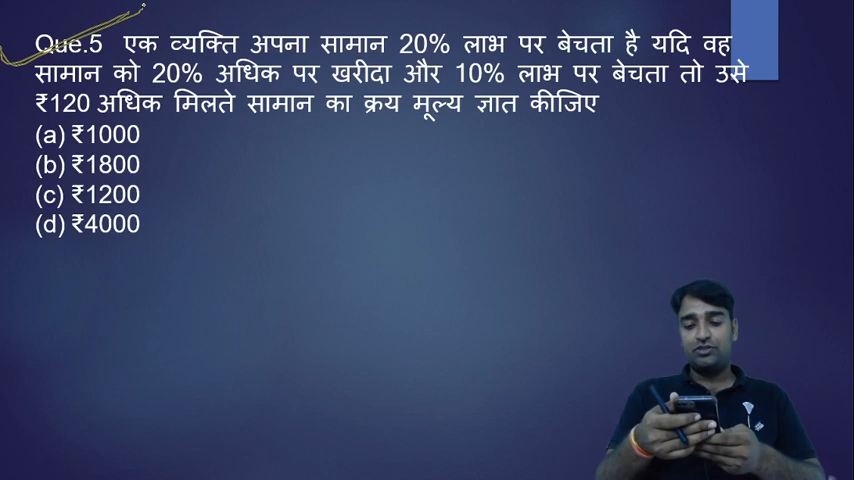 Que.5 एक व्यक्ति अपना सामान 20% लाभ पर बेचता है यदि वह
सामान को 20% अधिक पर खरीदा और 10% लाभ पर बेचता तो उसे
₹120 अधिक मिलते सामान का क्रय मूल्य ज्ञात कीजिए
(a) ₹1000
(b) ₹1800
(c) ₹1200
(d) ₹4000